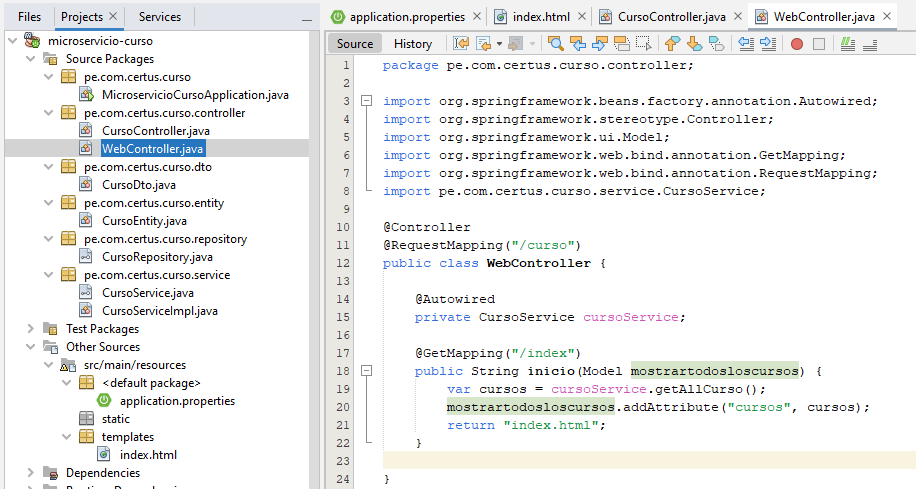 Files Projects Services
microservicio-curso
Source Packages
pe.com.certus.curso
MicroservicioCursoApplication.java
pe.com.certus.curso.controller
CursoController.java
WebController.java
pe.com.certus.curso.dto
CursoDto.java
pe.com.certus.curso.entity
CursoEntity.java
pe.com.certus.curso.repository
CursoRepository.java
pe.com.certus.curso.service
CursoService.java
CursoServiceImpl.java
Test Packages
Other Sources
src/main/resources
<default package>
application.properties
static
templates
index.html
Dependencies
application.properties index.html CursoController.java WebController.java
Source History
1 package pe.com.certus.curso.controller;
2
3 import org.springframework.beans.factory.annotation.Autowired;
4 import org.springframework.stereotype.Controller;
5 import org.springframework.ui.Model;
6 import org.springframework.web.bind.annotation.GetMapping;
7 import org.springframework.web.bind.annotation.RequestMapping;
8 import pe.com.certus.curso.service.CursoService;
9
10 @Controller
11 @RequestMapping("/curso")
12 public class WebController {
13
14 @Autowired
15 private CursoService cursoService;
16
17 @GetMapping("/index")
18 public String inicio(Model mostrartodosloscursos) {
19 var cursos = cursoService.getAllCurso();
20 mostrartodosloscursos.addAttribute("cursos", cursos);
21 return "index.html";
22 }
23
24 }